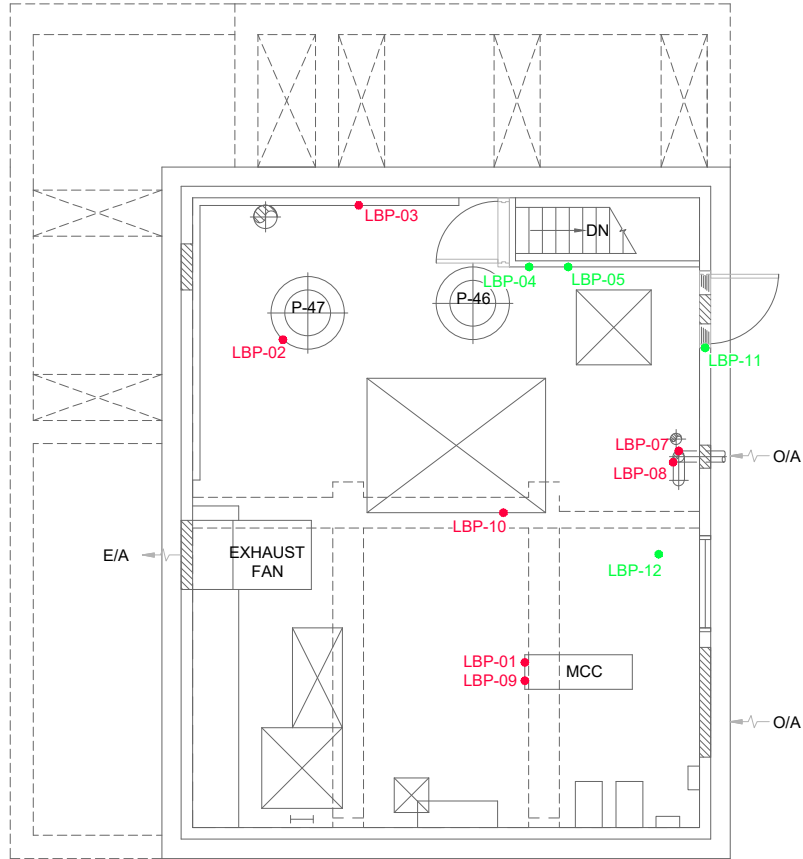 LBP-03
DN
LBP-04
LBP-05
P-47
P-46
LBP-02
LBP-11
LBP-07
O/A
LBP-08
LBP-10
E/A
EXHAUST
FAN
LBP-12
LBP-01
MCC
LBP-09
O/A